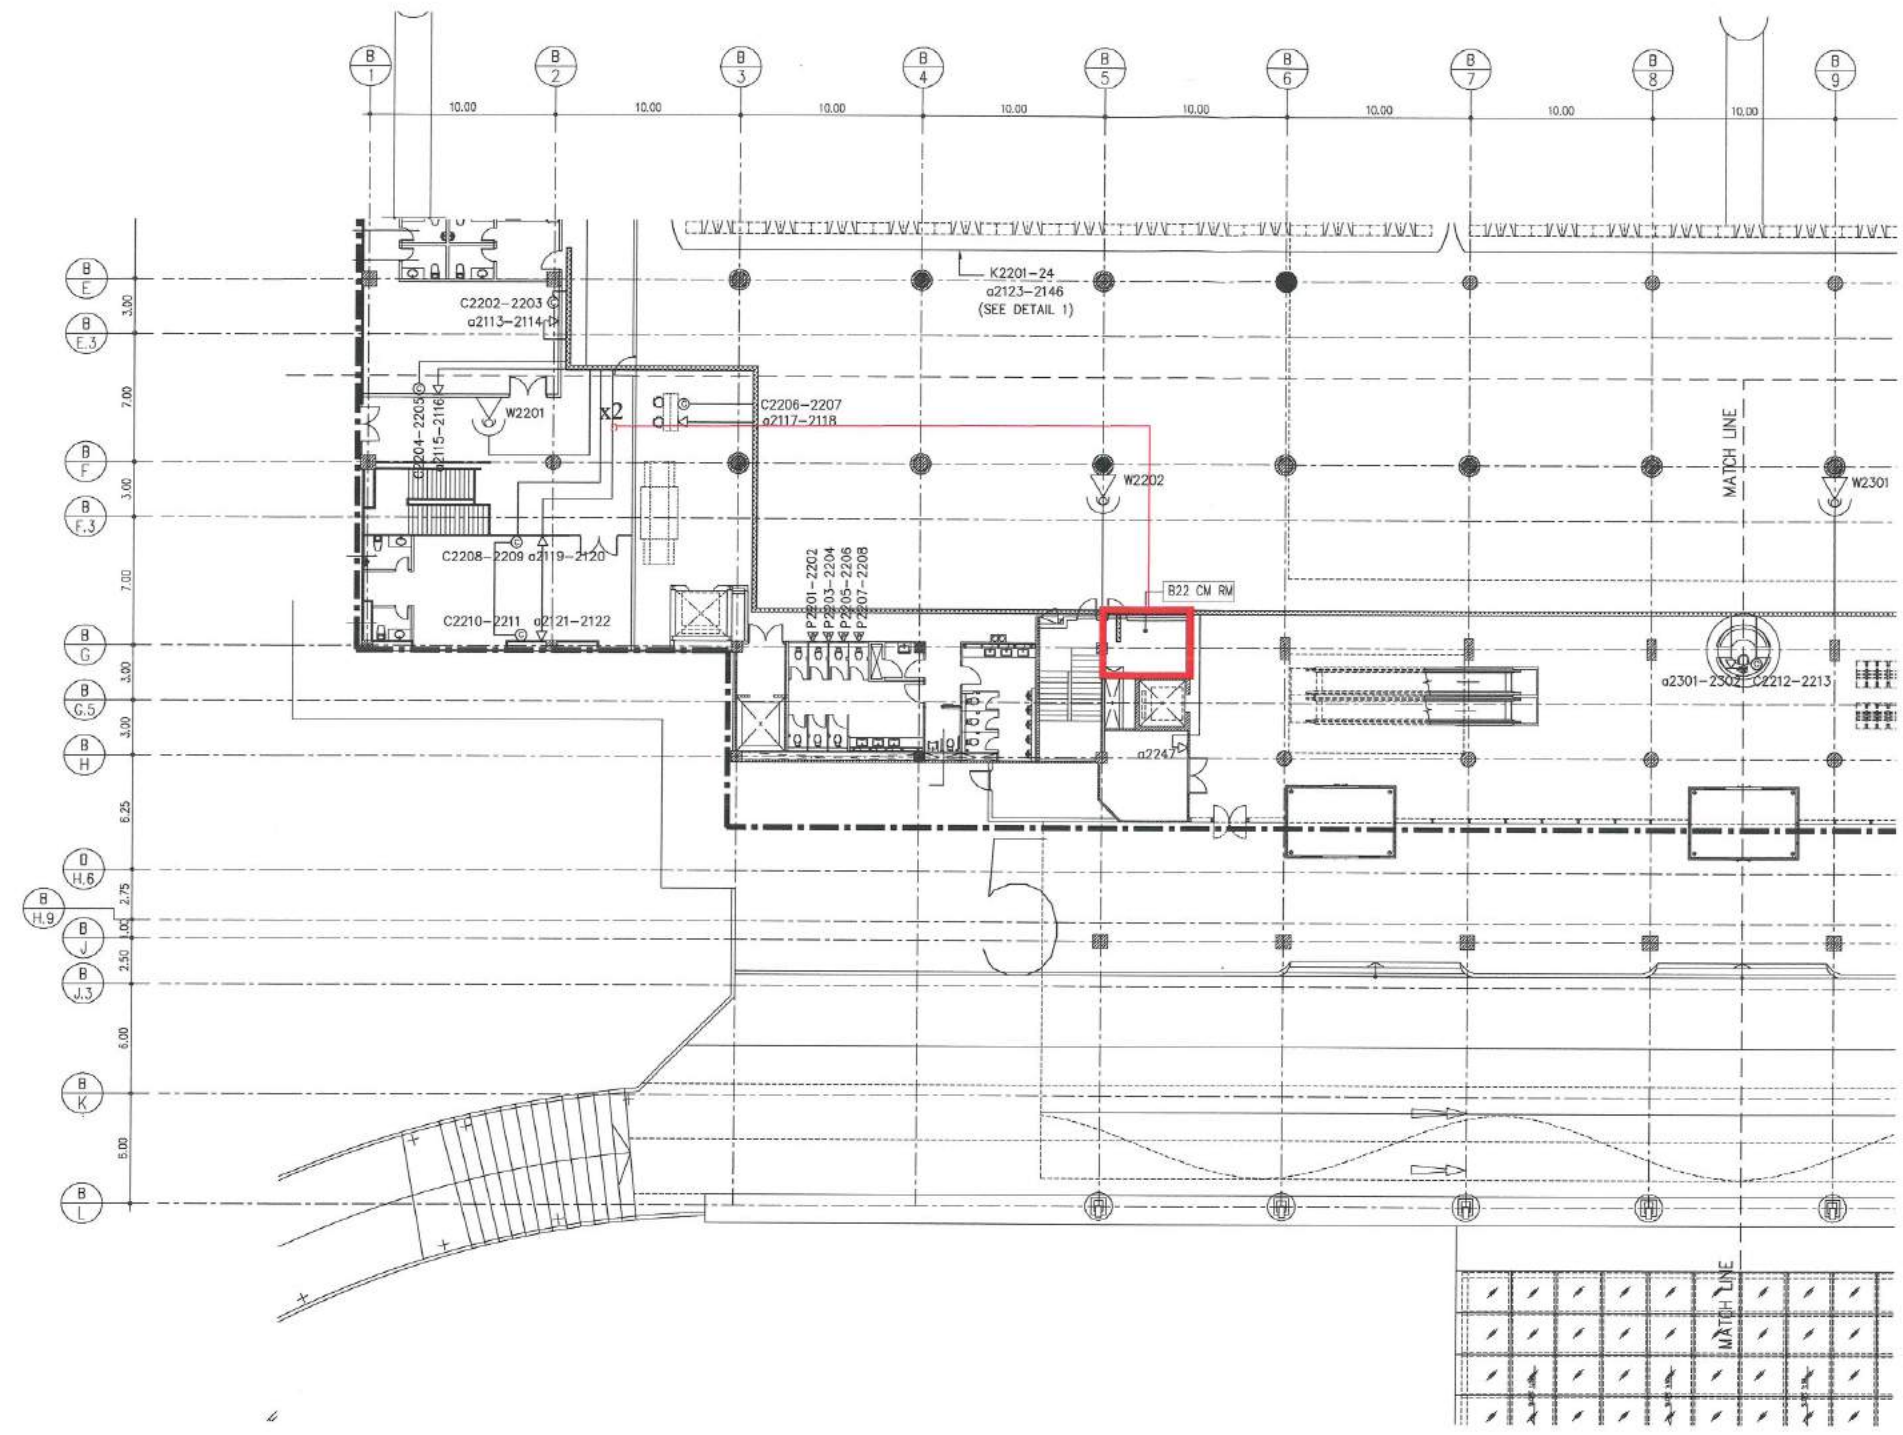 B B B B B B B B B
1 2 3 4 5 6 7 8 9
10.00 10.00 10.00 10.00 10.00 10.00 10.00 10.00
B
E
3.00
B
E.3
7.00
B
F
3.00
B
F.3
7.00
B
G
3.00
B
G.5
3.00
B
H
6.25
D
H.6
2.75
B
H.9
B
J
2.50
B
J.3
6.00
B
K
6.00
B
L
K2201-24
a2123-2146
(SEE DETAIL 1)
C2202-2203
a2113-2114
C2204-2205
a2115-2116
W2201
x2
C2206-2207
a2117-2118
MATCH LINE
W2202
W2301
C2208-2209 a2119-2120
P2201-2202
P2203-2204
P2205-2206
P2207-2208
B22 CM RM
C2210-2211 a2121-2122
a2301-2302 C2212-2213
a2247
5
MATCH LINE